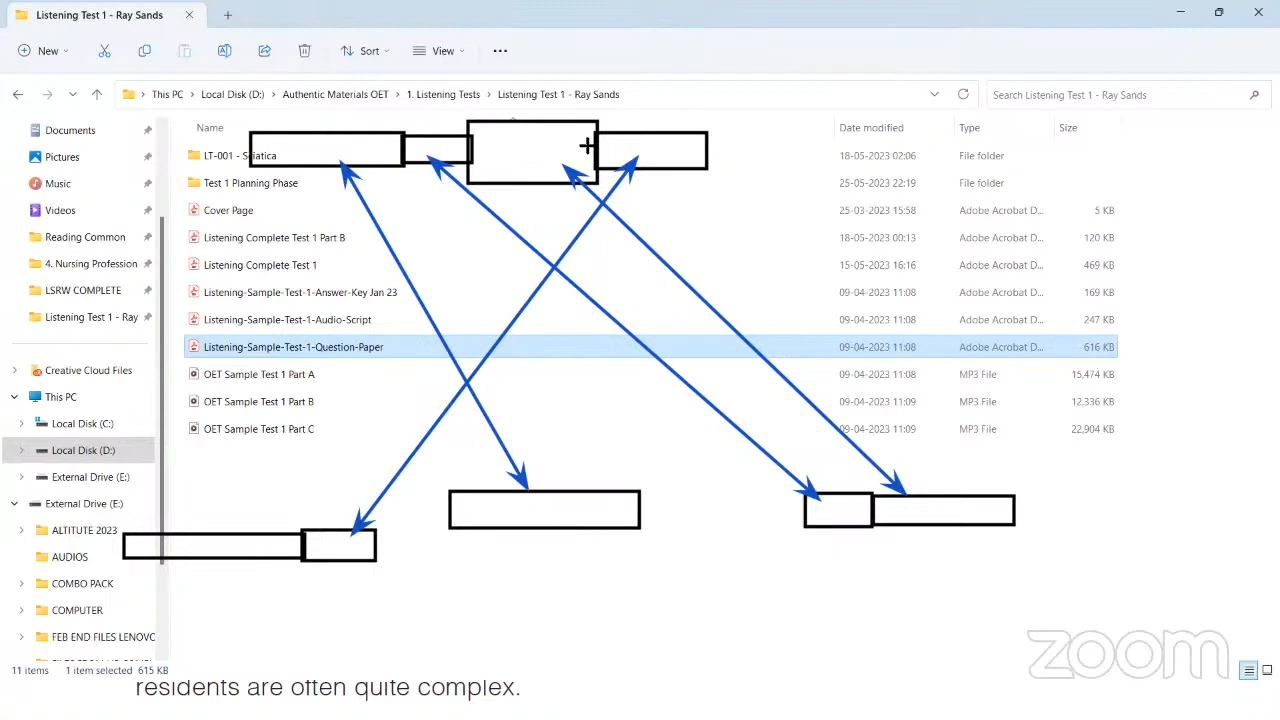 Listening Test 1 - Ray Sands
New
Sort
View
This PC > Local Disk (D:) > Authentic Materials OET > 1. Listening Tests > Listening Test 1 - Ray Sands
Search Listening Test 1 - Ray Sands
Name Date modified Type Size
LT-001 - Sciatica 18-05-2023 02:06 File folder
Test 1 Planning Phase 25-05-2023 22:19 File folder
Cover Page 25-03-2023 15:58 Adobe Acrobat D... 5 KB
Listening Complete Test 1 Part B 18-05-2023 00:13 Adobe Acrobat D... 120 KB
Listening Complete Test 1 15-05-2023 16:16 Adobe Acrobat D... 469 KB
Listening-Sample-Test-1-Answer-Key Jan 23 09-04-2023 11:08 Adobe Acrobat D... 169 KB
Listening-Sample-Test-1-Audio-Script 09-04-2023 11:08 Adobe Acrobat D... 247 KB
Listening-Sample-Test-1-Question-Paper 09-04-2023 11:08 Adobe Acrobat D... 616 KB
OET Sample Test 1 Part A 09-04-2023 11:08 MP3 File 15,474 KB
OET Sample Test 1 Part B 09-04-2023 11:09 MP3 File 12,336 KB
OET Sample Test 1 Part C 09-04-2023 11:09 MP3 File 22,904 KB
Documents
Pictures
Music
Videos
Reading Common
4. Nursing Profession
LSRW COMPLETE
Listening Test 1 - Ray
Creative Cloud Files
This PC
Local Disk (C:)
Local Disk (D:)
External Drive (E:)
External Drive (E:)
ALTITUTE 2023
AUDIOS
COMBO PACK
COMPUTER
FEB END FILES LENOVO
11 items 1 item selected 615 KB
zoom
residents are often quite complex.